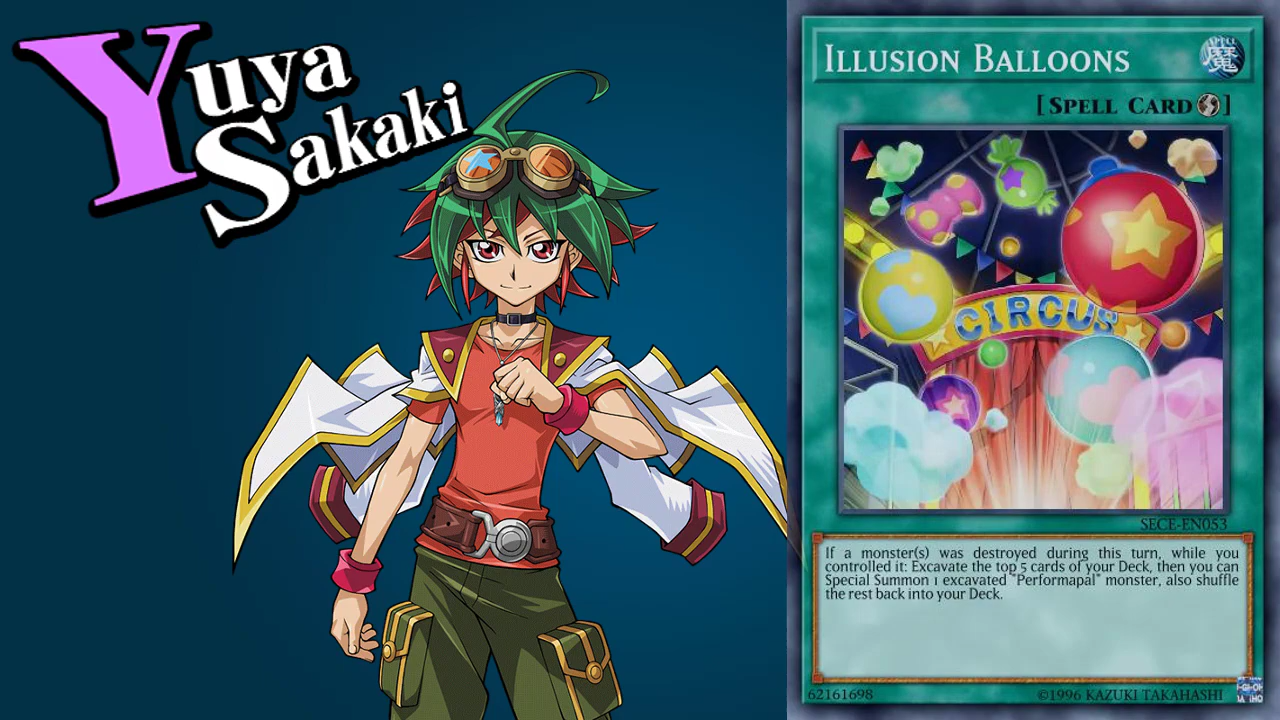 Yuya
Sakaki
ILLUSION BALLOONS
SPELL
魔
[SPELL CARD]
CIRCUS
SECE-EN053
If a monster(s) was destroyed during this turn, while you
controlled it: Excavate the top 5 cards of your Deck, then you can
Special Summon 1 excavated "Performapal" monster, also shuffle
the rest back into your Deck.
62161698
©1996 KAZUKI TAKAHASHI